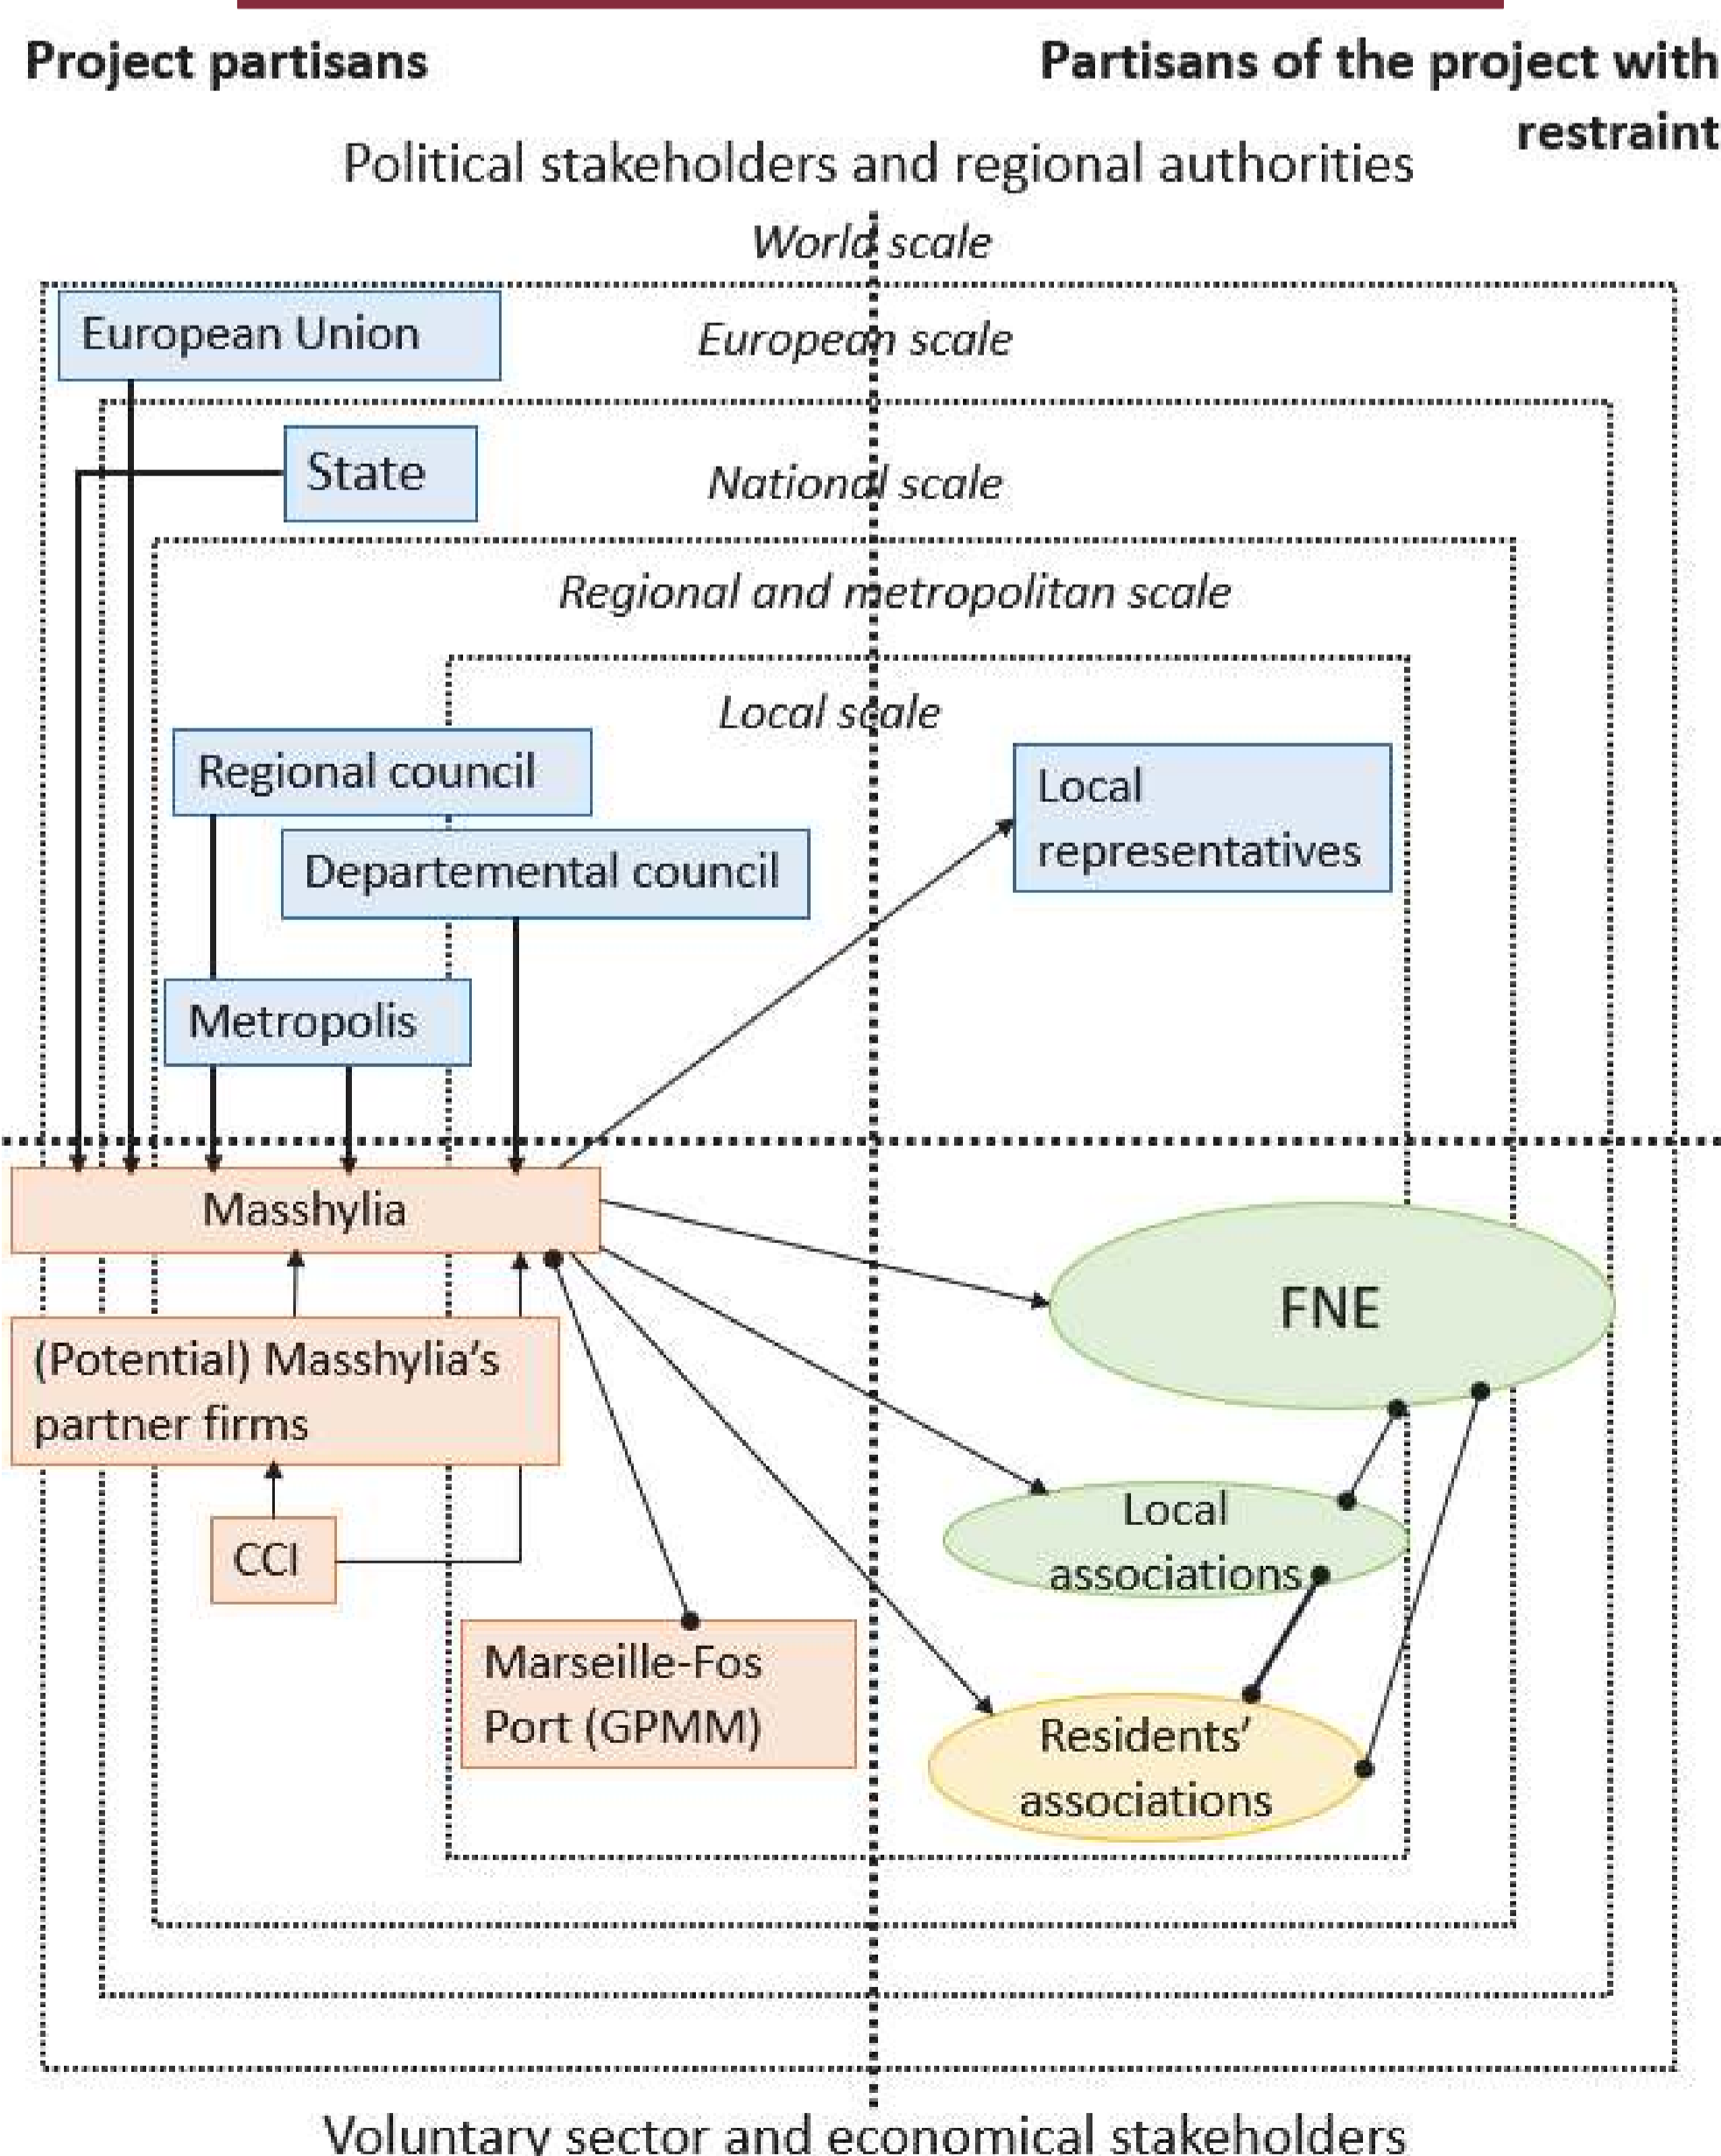 Project partisans
Partisans of the project with
restraint
Political stakeholders and regional authorities
World scale
European Union
European scale
State
National scale
Regional and metropolitan scale
Local scale
Regional council
Local
representatives
Departemental council
Metropolis
Masshylia
FNE
(Potential) Masshylia's
partner firms
Local
associations
CCI
Marseille-Fos
Port (GPMM)
Residents'
associations
Voluntary sector and economical stakeholders